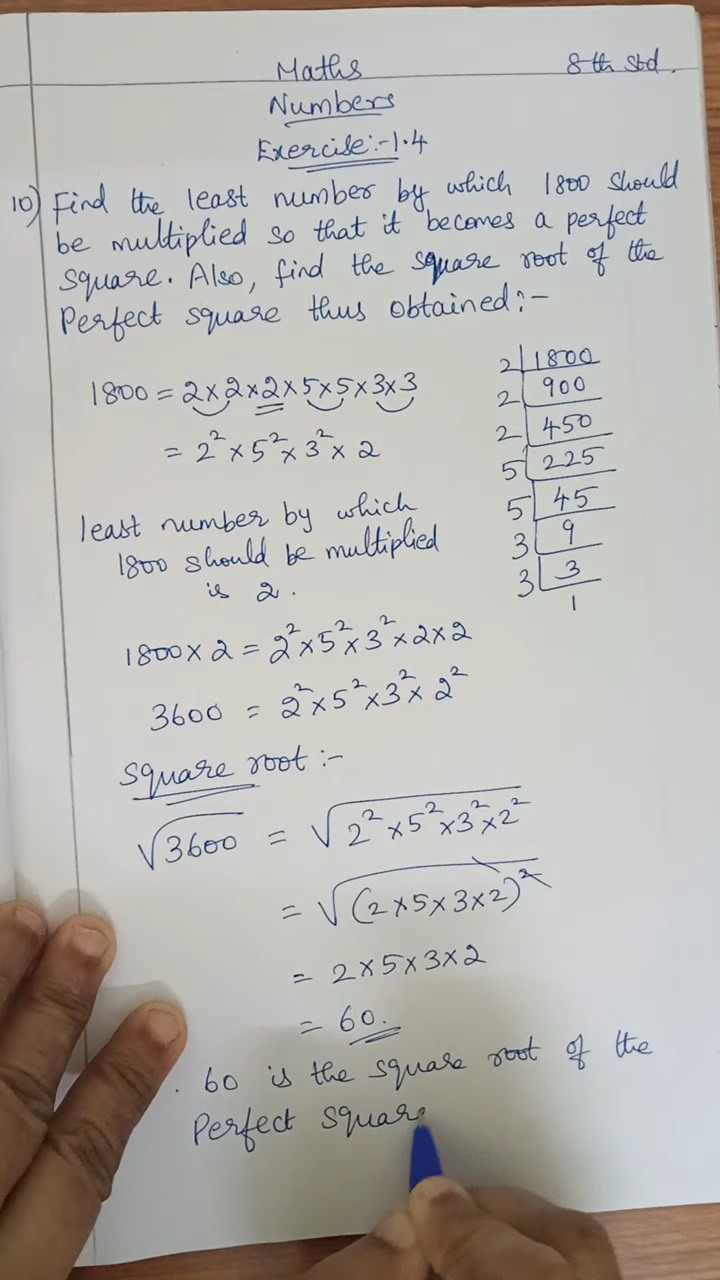 Maths 8th Std.
Numbers
Exercise:-1.4
10) Find the least number by which 1800 should
be multiplied so that it becomes a perfect
square. Also, find the square root of the
Perfect square thus obtained:-
1800 = 2×2×2×5×5×3×3
= 2²×5²×3²×2
least number by which
1800 should be multiplied
is 2.
2 | 1800
2 | 900
2 | 450
5 | 225
5 | 45
3 | 9
3 | 3
1
1800×2 = 2²×5²×3²×2×2
3600 = 2²×5²×3²×2²
square root:-
√3600 = √2²×5²×3²×2²
= √(2×5×3×2)²
= 2×5×3×2
= 60.
. 60 is the square root of the
Perfect Squar